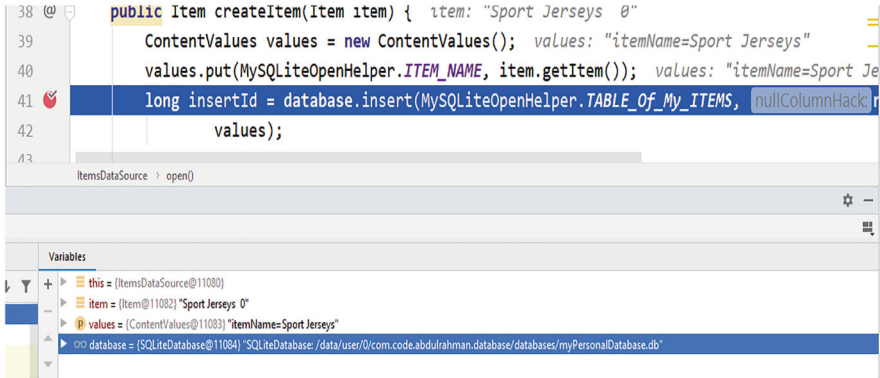 38 @ public Item createItem(Item item) { item: "Sport Jerseys 0"
39 ContentValues values = new ContentValues(); values: "itemName=Sport Jerseys"
40 values.put(MySQLiteOpenHelper.ITEM_NAME, item.getItem()); values: "itemName=Sport Je
41 long insertId = database.insert(MySQLiteOpenHelper.TABLE_Of_My_ITEMS, nullColumnHack: n
42 values);
43
ItemsDataSource > open()
Variables
this = {ItemsDataSource@11080}
item = {Item@11082} "Sport Jerseys 0"
values = {ContentValues@11083} "itemName=Sport Jerseys"
database = {SQLiteDatabase@11084} "SQLiteDatabase: /data/user/0/com.code.abdulrahman.database/databases/myPersonalDatabase.db"